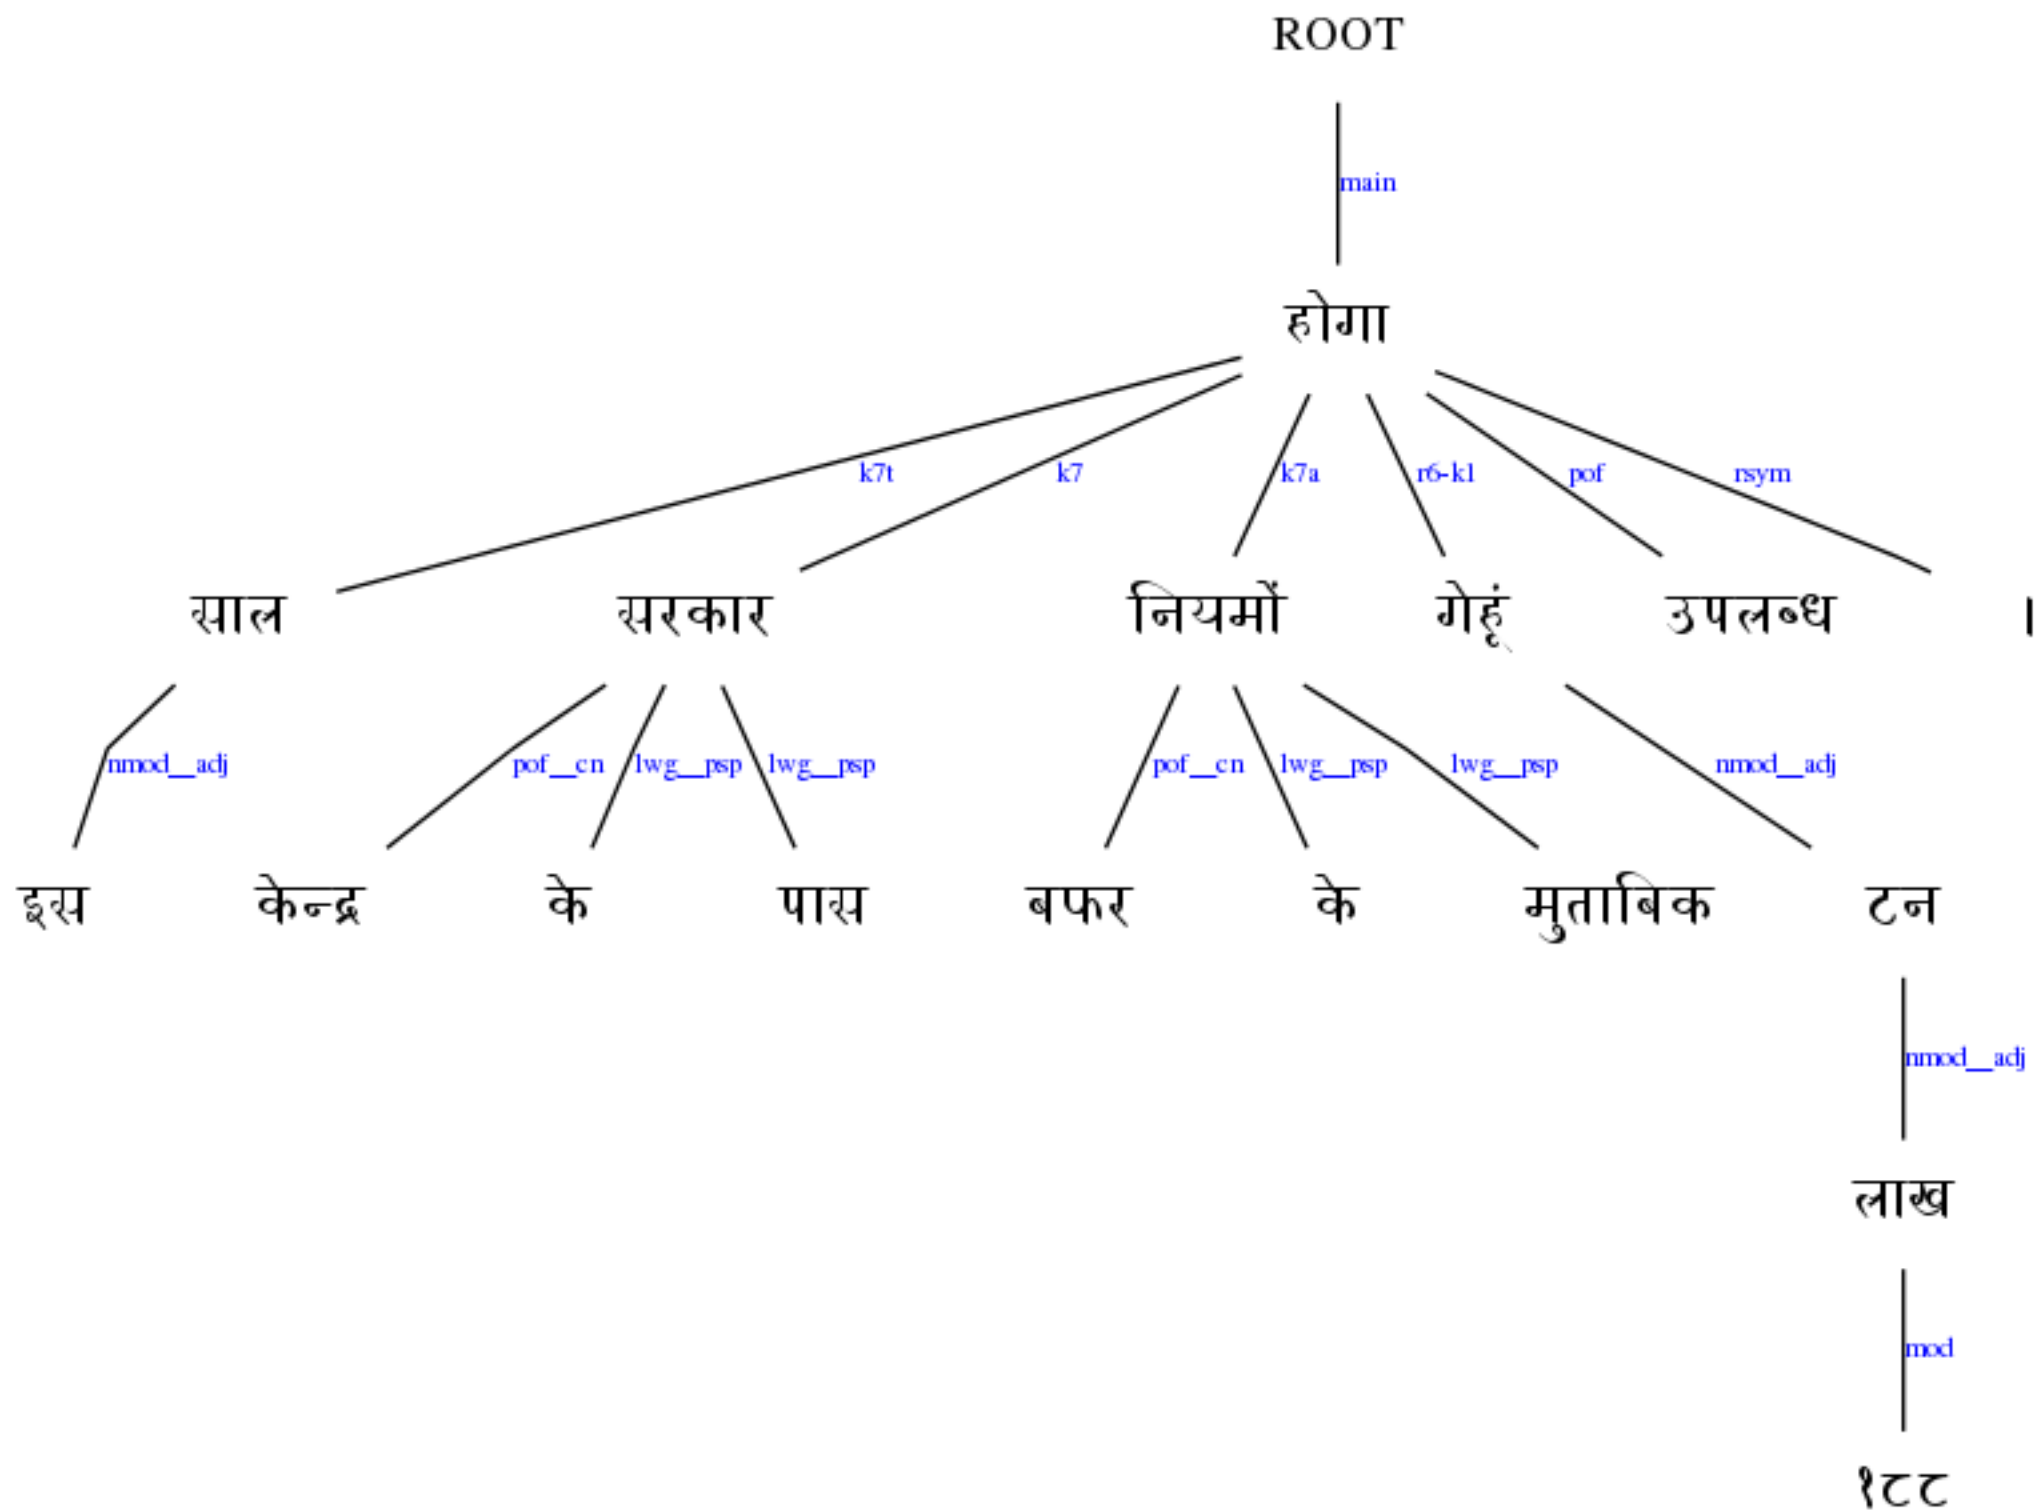 ROOT
main
होगा
k7t k7 k7a r6-k1 pof rsym
साल सरकार नियमों गेहूं उपलब्ध ।
nmod__adj pof__cn lwg__psp lwg__psp pof__cn lwg__psp lwg__psp nmod__adj
इस केन्द्र के पास बफर के मुताबिक टन
nmod__adj
लाख
mod
१८८